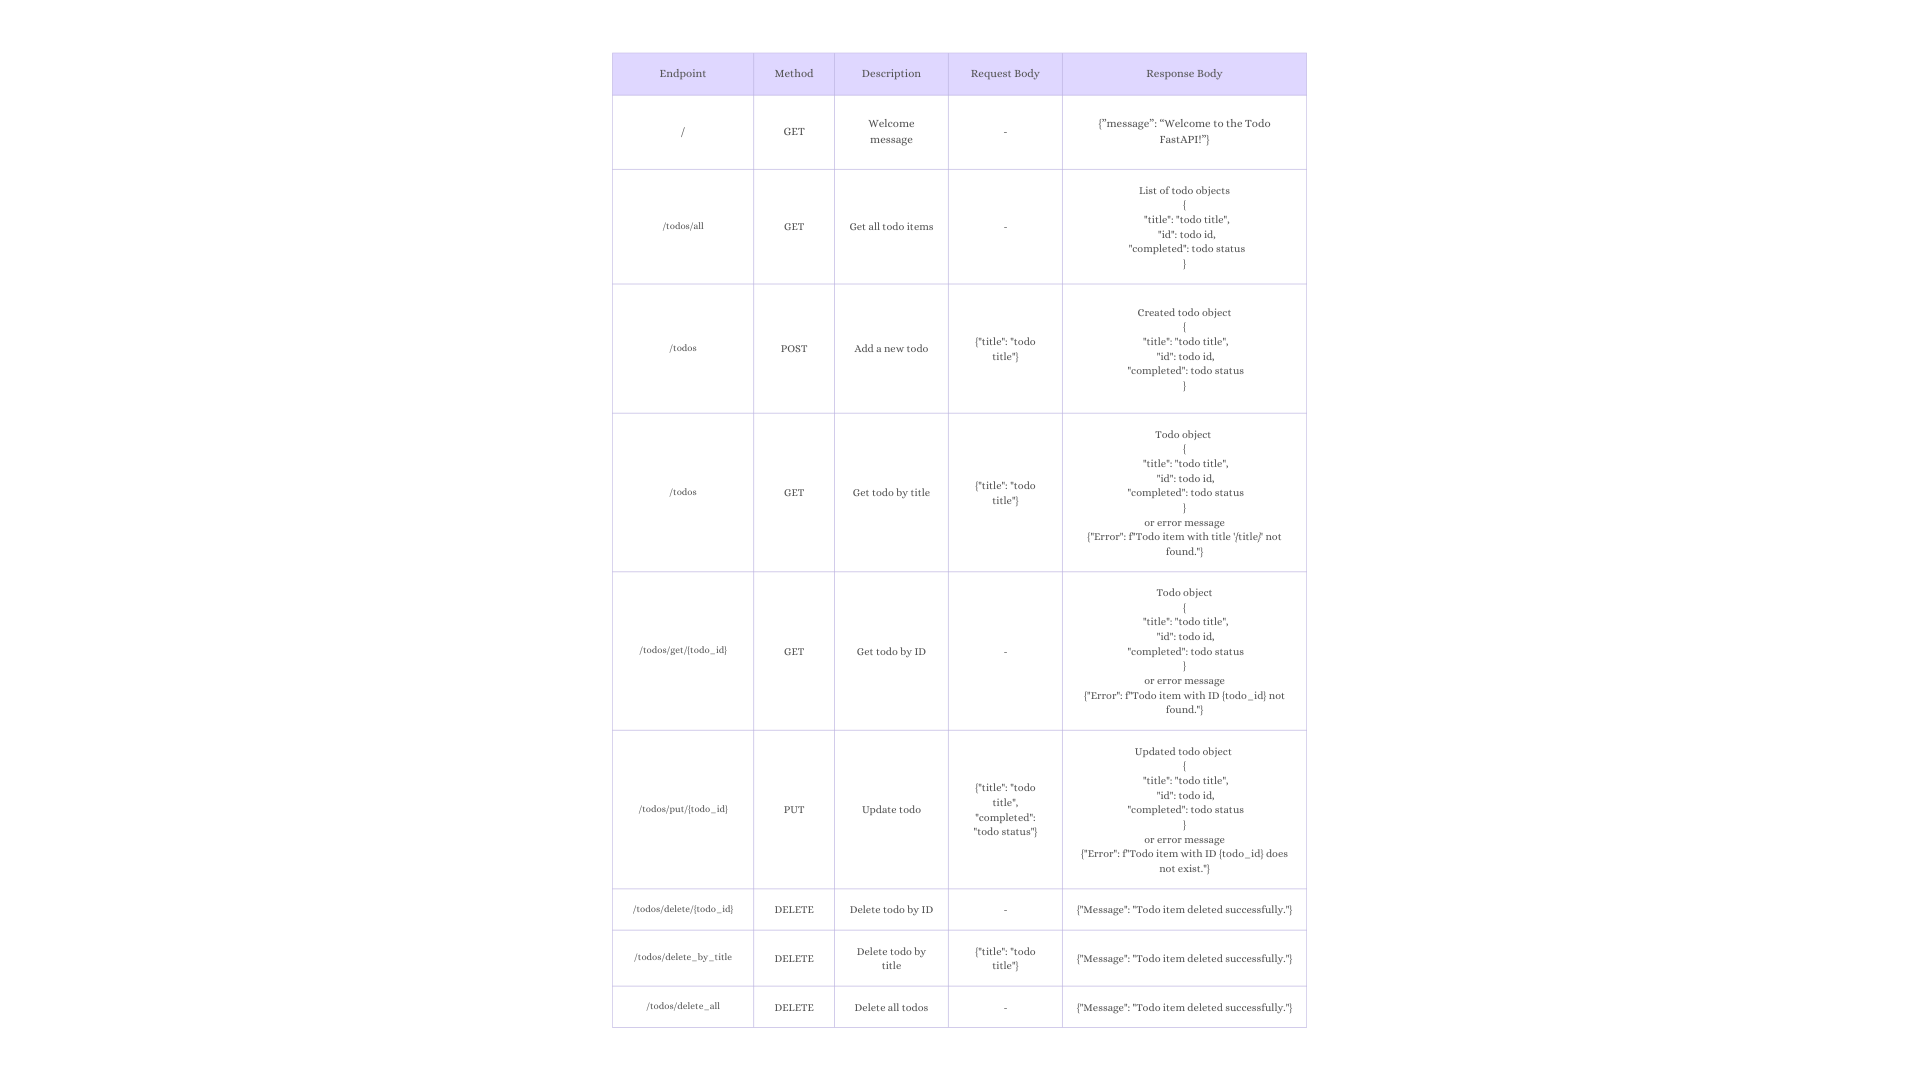 Endpoint Method Description Request Body Response Body
/ GET Welcome message - {”message”: “Welcome to the Todo FastAPI!”}
/todos/all GET Get all todo items - List of todo objects
{
"title": "todo title",
"id": todo id,
"completed": todo status
}
/todos POST Add a new todo {"title": "todo title"} Created todo object
{
"title": "todo title",
"id": todo id,
"completed": todo status
}
/todos GET Get todo by title {"title": "todo title"} Todo object
{
"title": "todo title",
"id": todo id,
"completed": todo status
}
or error message
{"Error": f"Todo item with title '/title/' not
found."}
/todos/get/{todo_id} GET Get todo by ID - Todo object
{
"title": "todo title",
"id": todo id,
"completed": todo status
}
or error message
{"Error": f"Todo item with ID {todo_id} not
found."}
/todos/put/{todo_id} PUT Update todo {"title": "todo title", "completed": "todo status"} Updated todo object
{
"title": "todo title",
"id": todo id,
"completed": todo status
}
or error message
{"Error": f"Todo item with ID {todo_id} does
not exist."}
/todos/delete/{todo_id} DELETE Delete todo by ID - {"Message": "Todo item deleted successfully."}
/todos/delete_by_title DELETE Delete todo by title {"title": "todo title"} {"Message": "Todo item deleted successfully."}
/todos/delete_all DELETE Delete all todos - {"Message": "Todo item deleted successfully."}